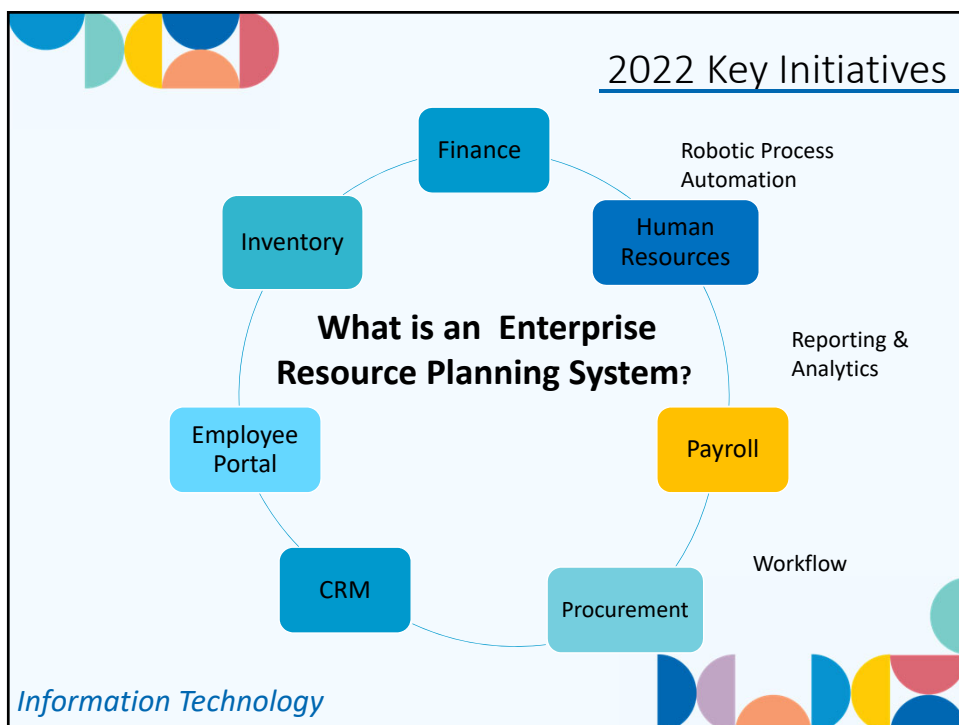 2022 Key Initiatives
Finance
Robotic Process
Automation
Human
Resources
Inventory
What is an  Enterprise
Resource Planning System?
Reporting &
Analytics
Employee
Portal
Payroll
Workflow
CRM
Procurement
Information Technology